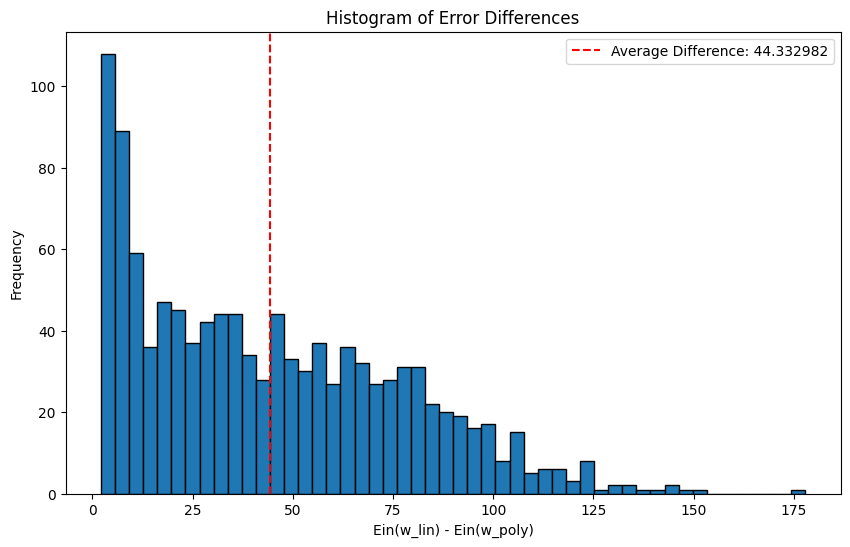 Histogram of Error Differences
Average Difference: 44.332982
Frequency
100
80
60
40
20
0
0 25 50 75 100 125 150 175
Ein(w_lin) - Ein(w_poly)